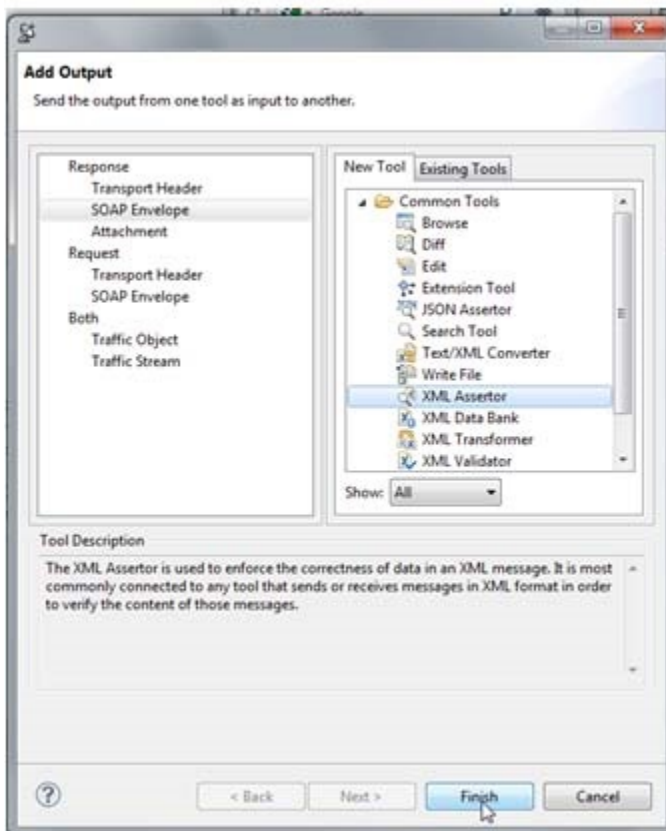 Add Output
Send the output from one tool as input to another.
Response
Transport Header
SOAP Envelope
Attachment
Request
Transport Header
SOAP Envelope
Both
Traffic Object
Traffic Stream
New Tool
Existing Tools
Common Tools
Browse
Diff
Edit
Extension Tool
JSON Assertor
Search Tool
Text/XML Converter
Write File
XML Assertor
XML Data Bank
XML Transformer
XML Validator
Show: All
Tool Description
The XML Assertor is used to enforce the correctness of data in an XML message. It is most
commonly connected to any tool that sends or receives messages in XML format in order
to verify the content of those messages.
< Back
Next >
Finish
Cancel